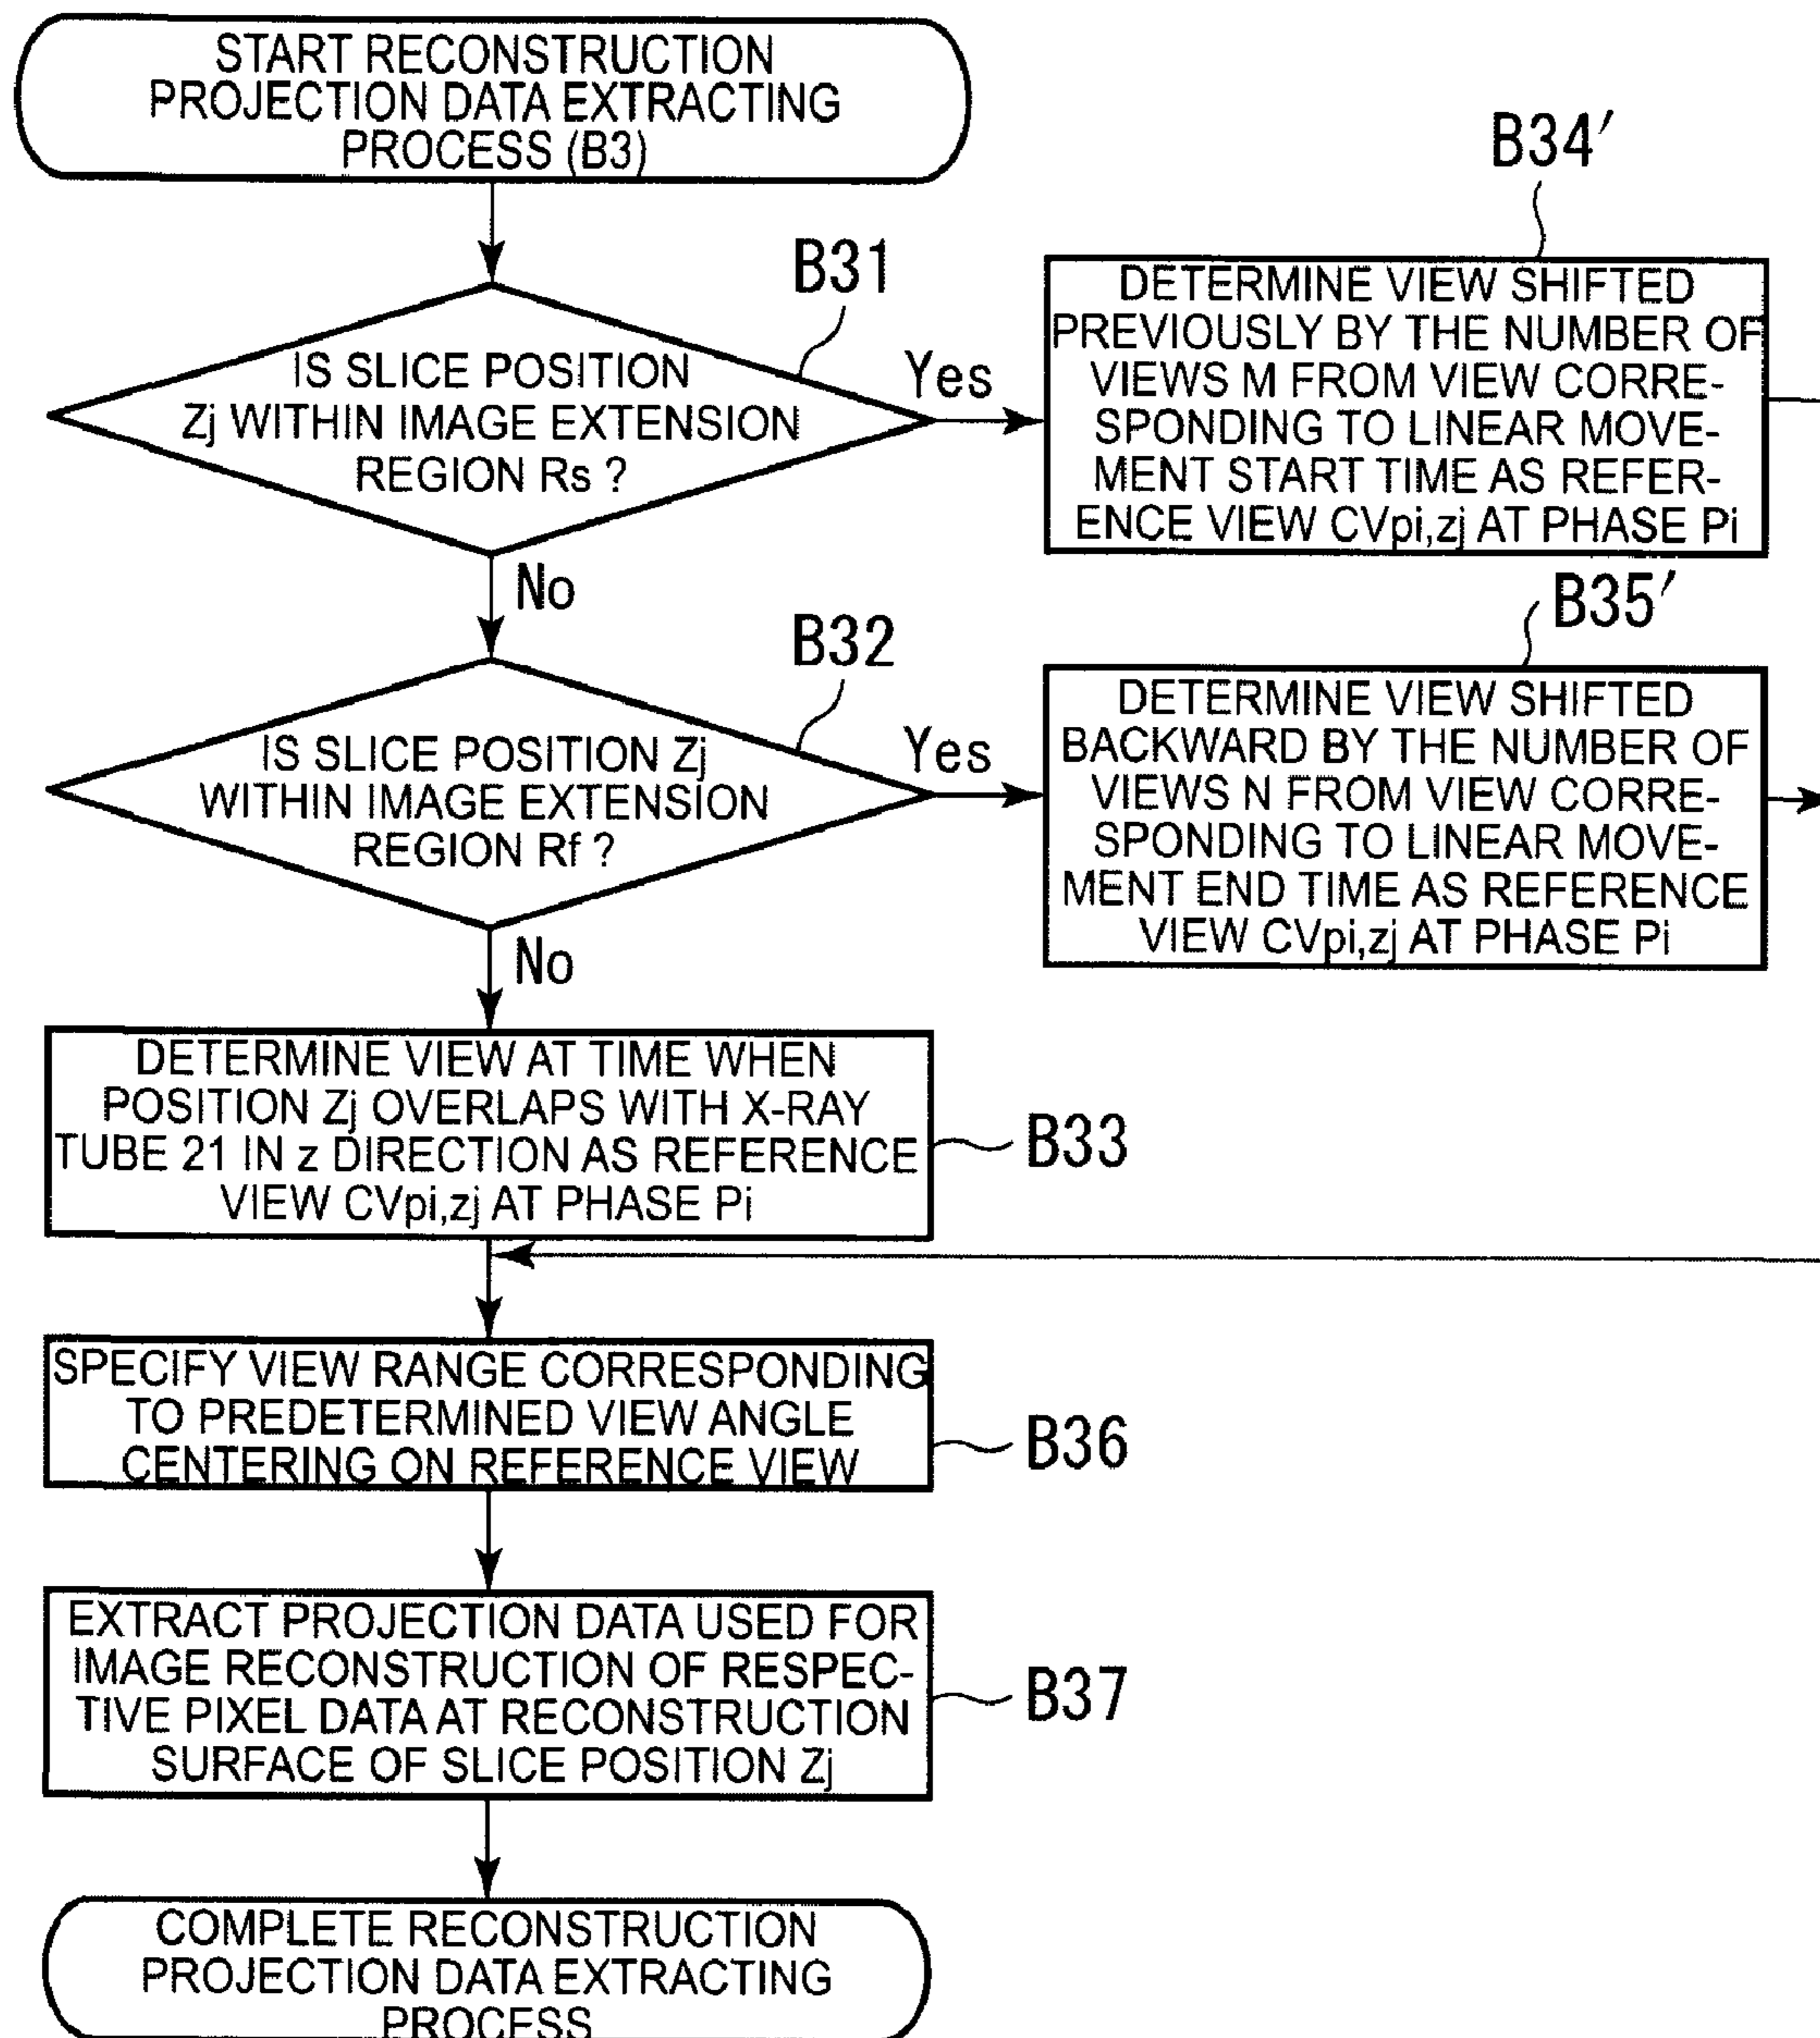 START RECONSTRUCTION
PROJECTION DATA EXTRACTING
PROCESS (B3)
B31
IS SLICE POSITION
Zj WITHIN IMAGE EXTENSION
REGION Rs ?
Yes
No
B34′
DETERMINE VIEW SHIFTED
PREVIOUSLY BY THE NUMBER OF
VIEWS M FROM VIEW CORRE-
SPONDING TO LINEAR MOVE-
MENT START TIME AS REFER-
ENCE VIEW CVpi,zj AT PHASE Pi
B32
IS SLICE POSITION Zj
WITHIN IMAGE EXTENSION
REGION Rf ?
Yes
No
B35′
DETERMINE VIEW SHIFTED
BACKWARD BY THE NUMBER OF
VIEWS N FROM VIEW CORRE-
SPONDING TO LINEAR MOVE-
MENT END TIME AS REFERENCE
VIEW CVpi,zj AT PHASE Pi
DETERMINE VIEW AT TIME WHEN
POSITION Zj OVERLAPS WITH X-RAY
TUBE 21 IN z DIRECTION AS REFERENCE
VIEW CVpi,zj AT PHASE Pi
B33
SPECIFY VIEW RANGE CORRESPONDING
TO PREDETERMINED VIEW ANGLE
CENTERING ON REFERENCE VIEW
B36
EXTRACT PROJECTION DATA USED FOR
IMAGE RECONSTRUCTION OF RESPEC-
TIVE PIXEL DATA AT RECONSTRUCTION
SURFACE OF SLICE POSITION Zj
B37
COMPLETE RECONSTRUCTION
PROJECTION DATA EXTRACTING
PROCESS